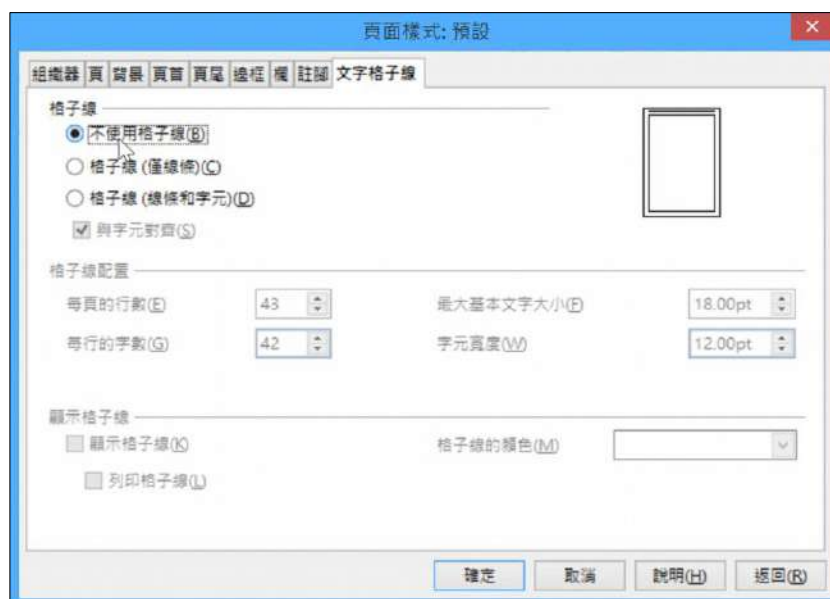 頁面樣式: 預設
組織器 頁 背景 頁首 頁尾 邊框 欄 註腳 文字格子線
格子線
不使用格子線(B)
格子線 (僅線條)(C)
格子線 (線條和字元)(D)
與字元對齊(S)
格子線配置
每頁的行數(E) 43 最大基本文字大小(F) 18.00pt
每行的字數(G) 42 字元寬度(W) 12.00pt
顯示格子線
顯示格子線(K) 格子線的顏色(M)
列印格子線(L)
確定 取消 說明(H) 返回(R)